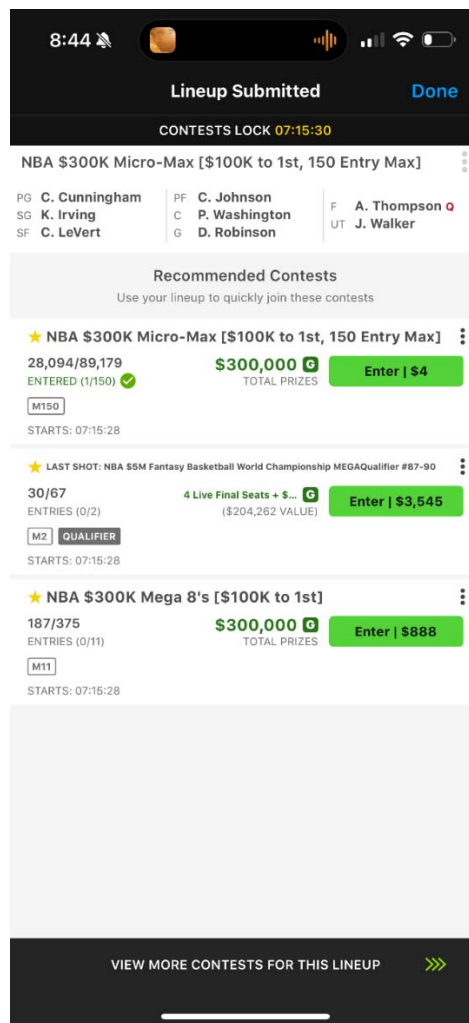 8:44
Lineup Submitted
Done
CONTESTS LOCK 07:15:30
NBA $300K Micro-Max [$100K to 1st, 150 Entry Max]
PG C. Cunningham
SG K. Irving
SF C. LeVert
PF C. Johnson
C P. Washington
G D. Robinson
F A. Thompson Q
UT J. Walker
Recommended Contests
Use your lineup to quickly join these contests
NBA $300K Micro-Max [$100K to 1st, 150 Entry Max]
28,094/89,179
ENTERED (1/150)
$300,000 G
TOTAL PRIZES
Enter | $4
M150
STARTS: 07:15:28
LAST SHOT: NBA $5M Fantasy Basketball World Championship MEGAQualifier #87-90
30/67
ENTRIES (0/2)
4 Live Final Seats + $... G
($204,262 VALUE)
Enter | $3,545
M2 QUALIFIER
STARTS: 07:15:28
NBA $300K Mega 8's [$100K to 1st]
187/375
ENTRIES (0/11)
$300,000 G
TOTAL PRIZES
Enter | $888
M11
STARTS: 07:15:28
VIEW MORE CONTESTS FOR THIS LINEUP